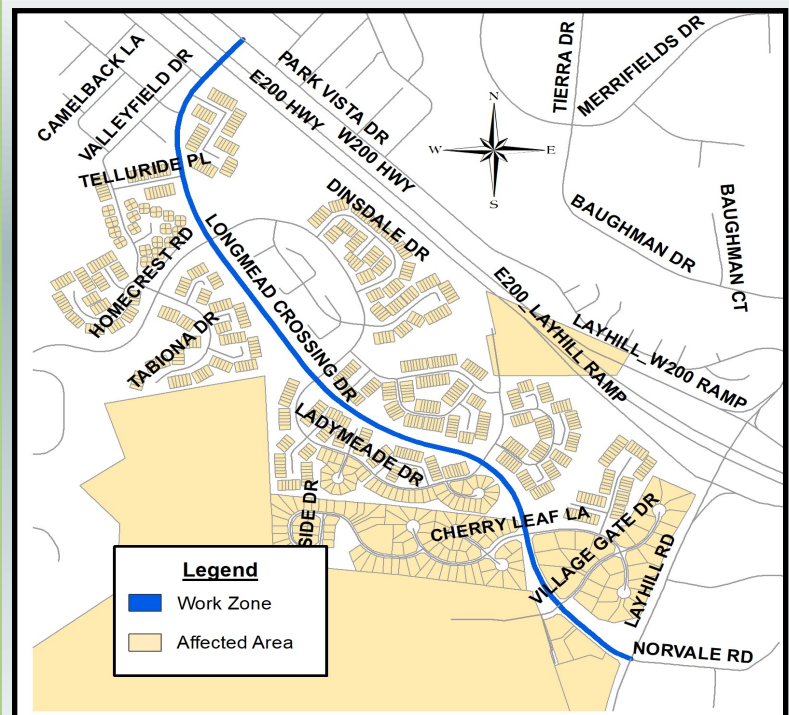 CAMELBACK LA
VALLEYFIELD DR
TELLURIDE PL
PARK VISTA DR
E200 HWY
W200 HWY
TIERRA DR
MERRIFIELDS DR
N
W
E
S
BAUGHMAN DR
BAUGHMAN CT
DINSDALE DR
HOMECREST RD
LONGMEAD CROSSING DR
TABIONA DR
E200_LAYHILL RAMP
LAYHILL_W200 RAMP
LADYMEADE DR
SIDE DR
CHERRY LEAF LA
VILLAGE GATE DR
LAYHILL RD
NORVALE RD
Legend
Work Zone
Affected Area